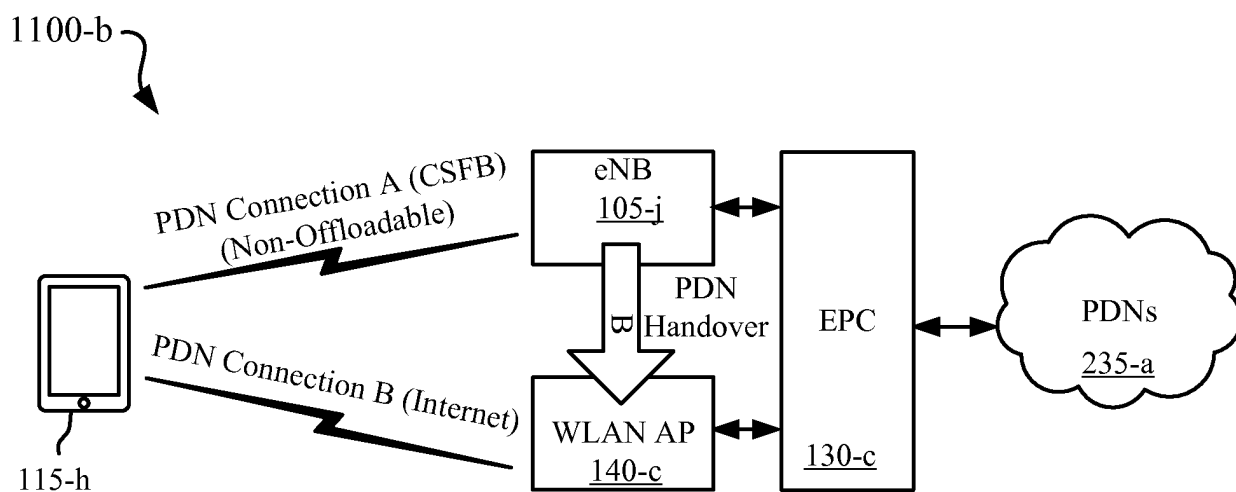 1100-b
PDN Connection A (CSFB)
(Non-Offloadable)
eNB
105-j
PDN
Handover
B
EPC
130-c
PDNs
235-a
PDN Connection B (Internet)
WLAN AP
140-c
115-h